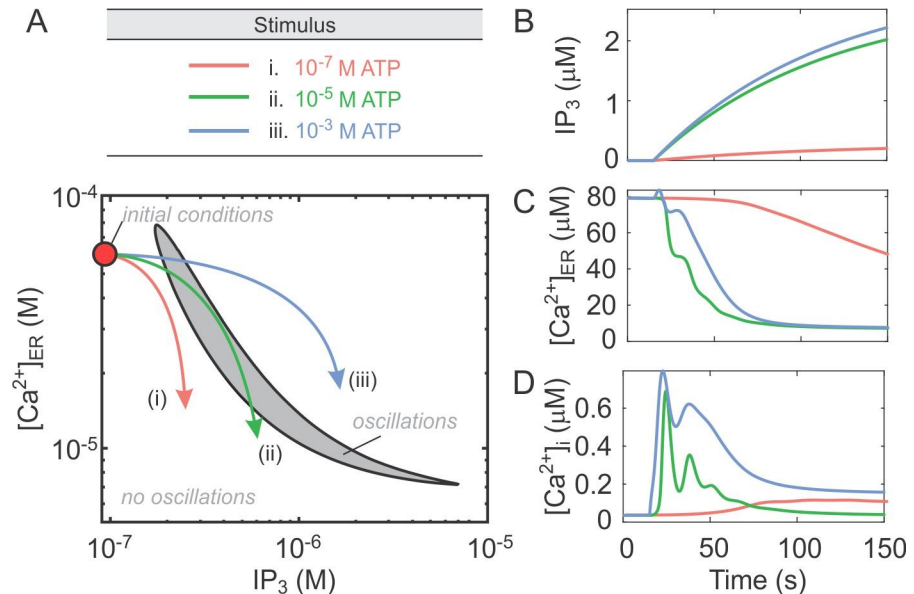 A
Stimulus
i. 10⁻⁷ M ATP
ii. 10⁻⁵ M ATP
iii. 10⁻³ M ATP
10⁻⁴
initial conditions
[Ca²⁺]ER (M)
(i)
(ii)
(iii)
oscillations
10⁻⁵
no oscillations
10⁻⁷
10⁻⁶
10⁻⁵
IP₃ (M)
B
IP₃ (μM)
2
1
0
C
[Ca²⁺]ER (μM)
80
60
40
20
0
D
[Ca²⁺]i (μM)
0.6
0.4
0.2
0
0
50
100
150
Time (s)